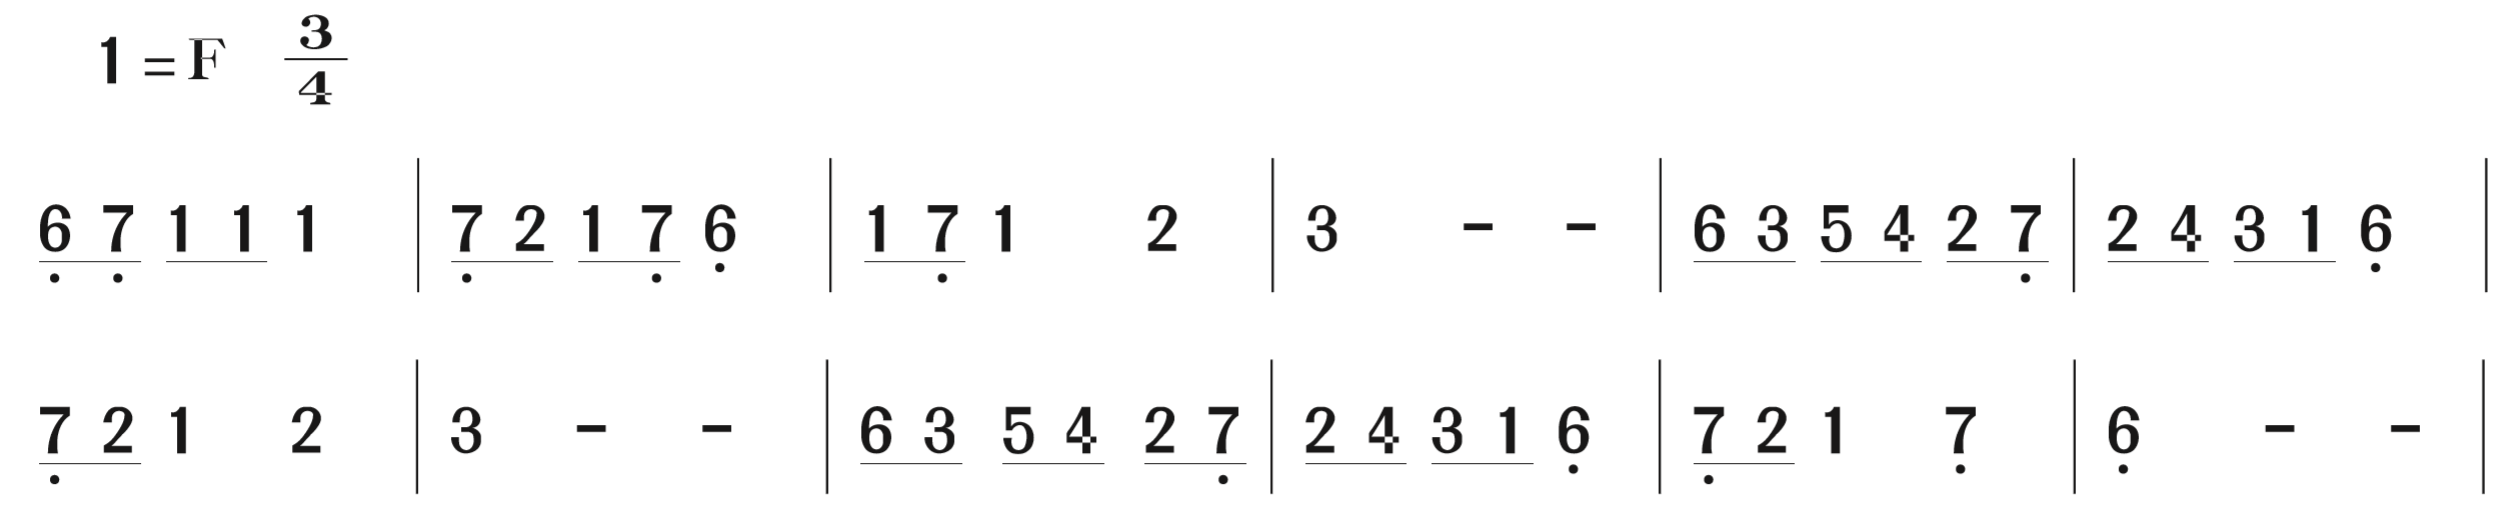 1=F 3/4
6̣ 7̣ 1 1 1 | 7̣ 2 1 7̣ 6̣ | 1 7̣ 1 2 | 3 - - | 6 3 5 4 2 7̣ | 2 4 3 1 6̣ |
7̣ 2 1 2 | 3 - - | 6 3 5 4 2 7̣ | 2 4 3 1 6̣ | 7̣ 2 1 7̣ | 6̣ - - |